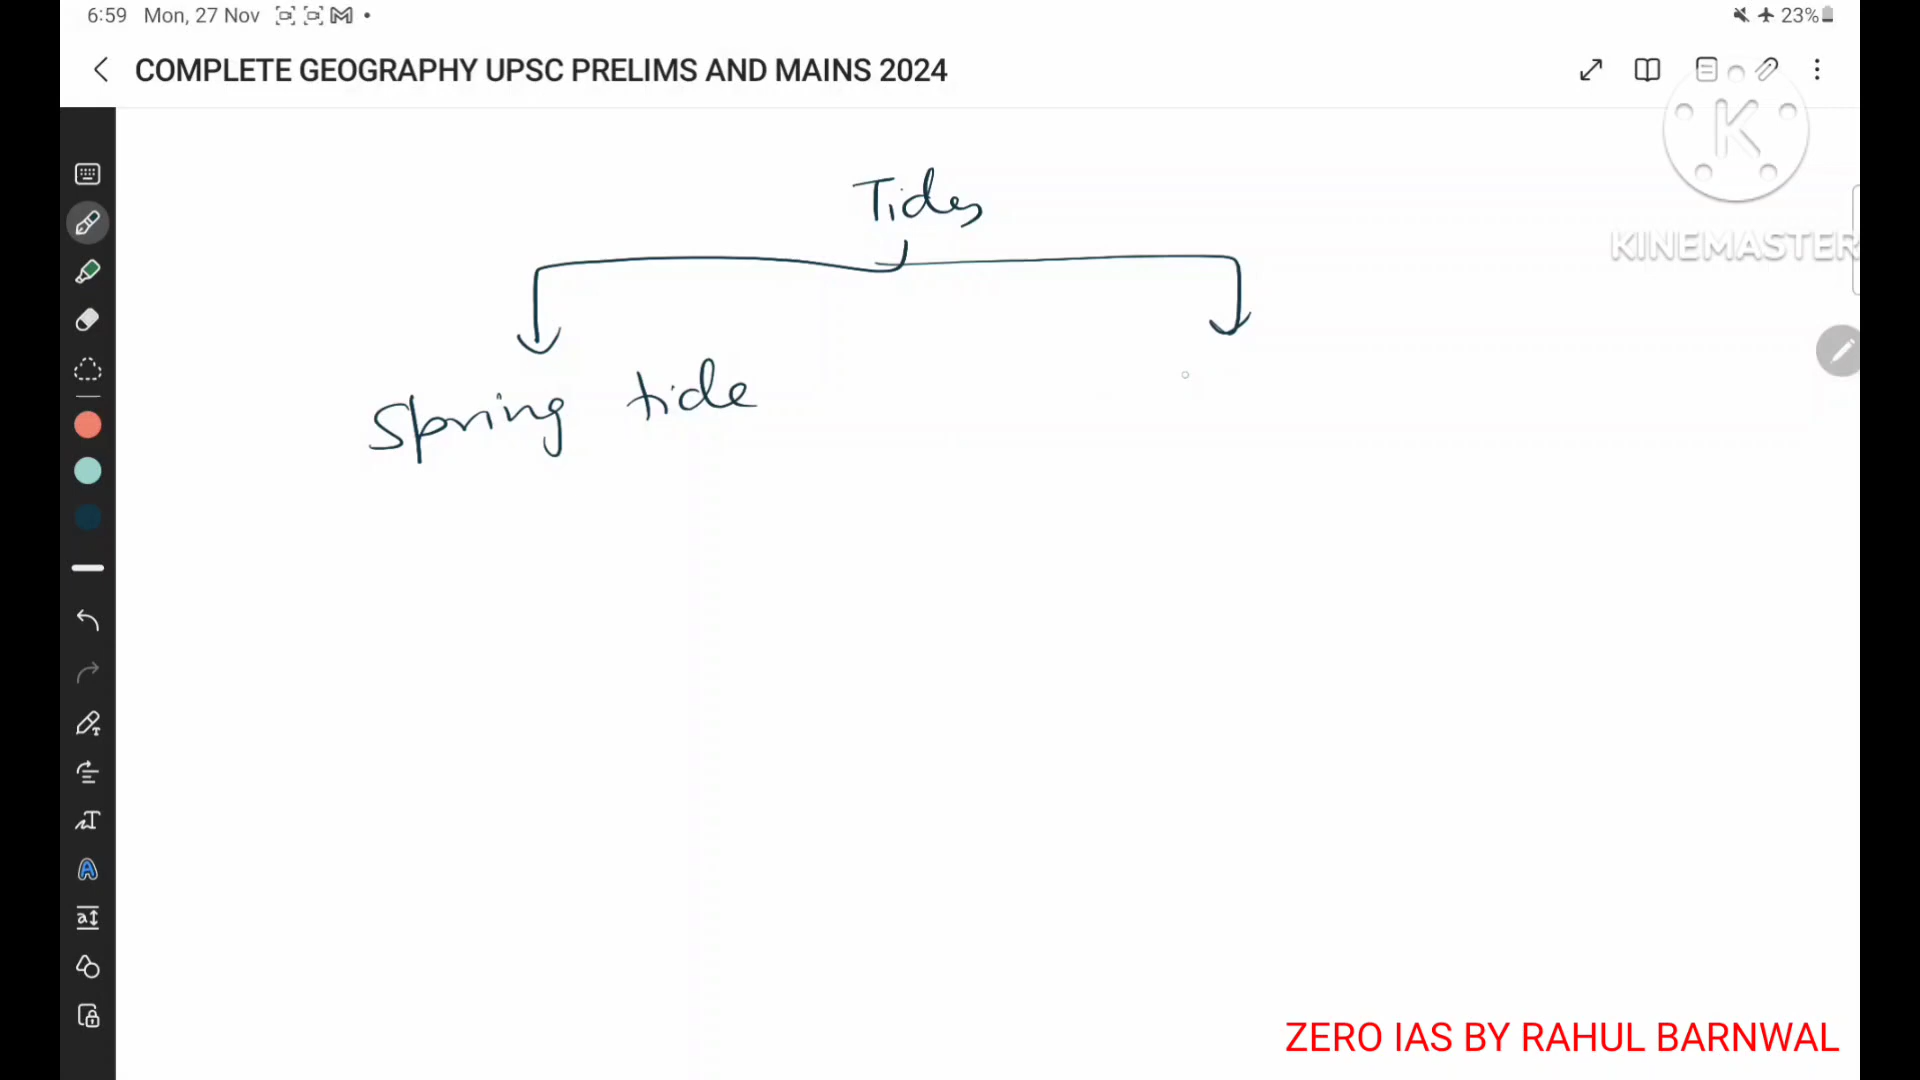 6:59 Mon, 27 Nov 23%
COMPLETE GEOGRAPHY UPSC PRELIMS AND MAINS 2024
K
KINEMASTER
Tides
Spring tide
ZERO IAS BY RAHUL BARNWAL